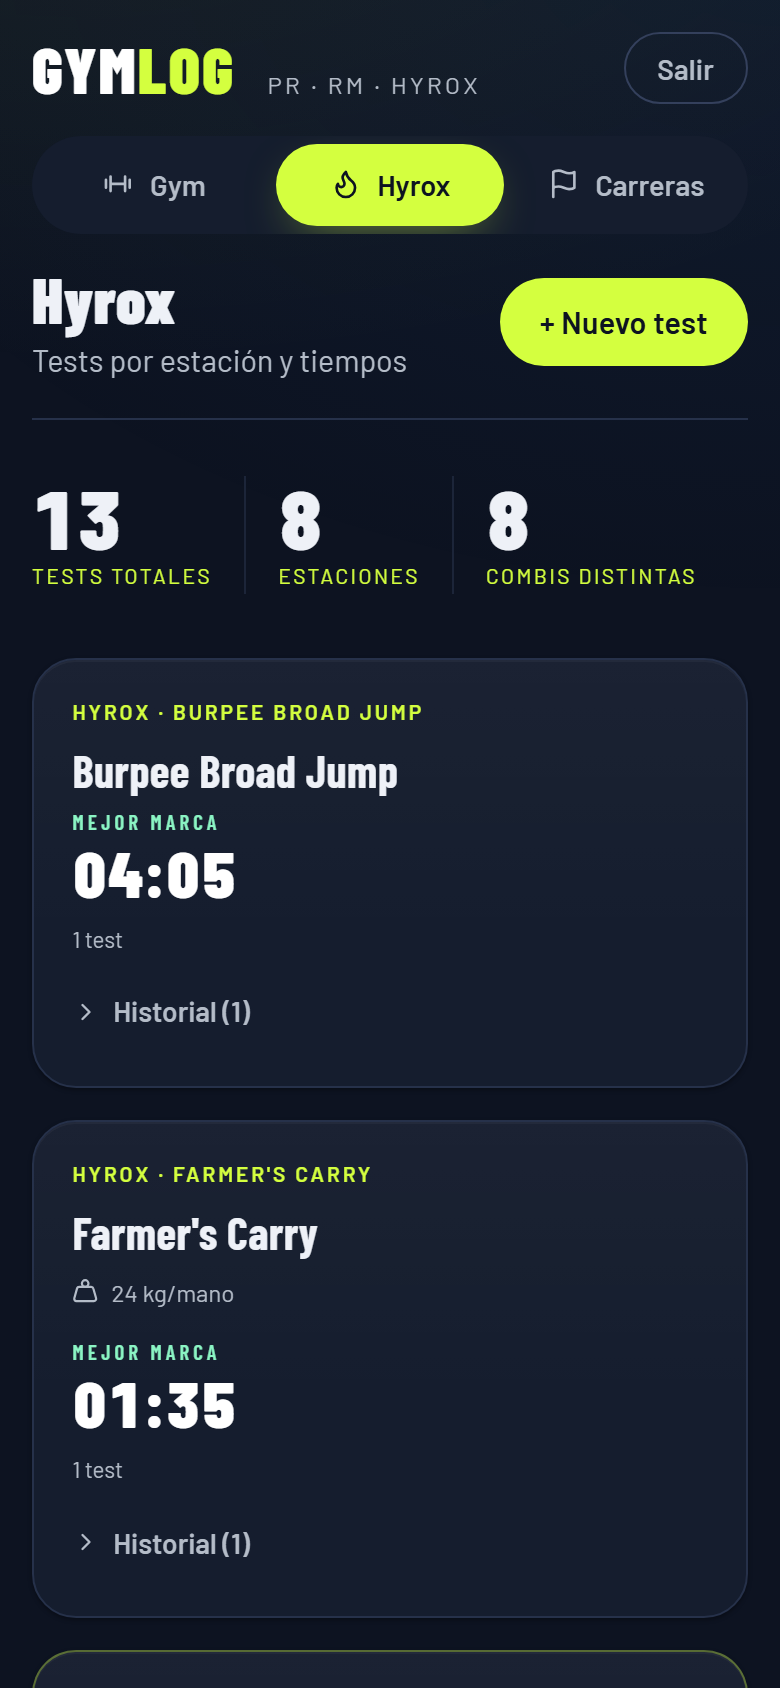 GYMLOG PR · RM · HYROX Salir
Gym Hyrox Carreras
Hyrox
+ Nuevo test
Tests por estación y tiempos
13 8 8
TESTS TOTALES ESTACIONES COMBIS DISTINTAS
HYROX · BURPEE BROAD JUMP
Burpee Broad Jump
MEJOR MARCA
04:05
1 test
Historial (1)
HYROX · FARMER'S CARRY
Farmer's Carry
24 kg/mano
MEJOR MARCA
01:35
1 test
Historial (1)